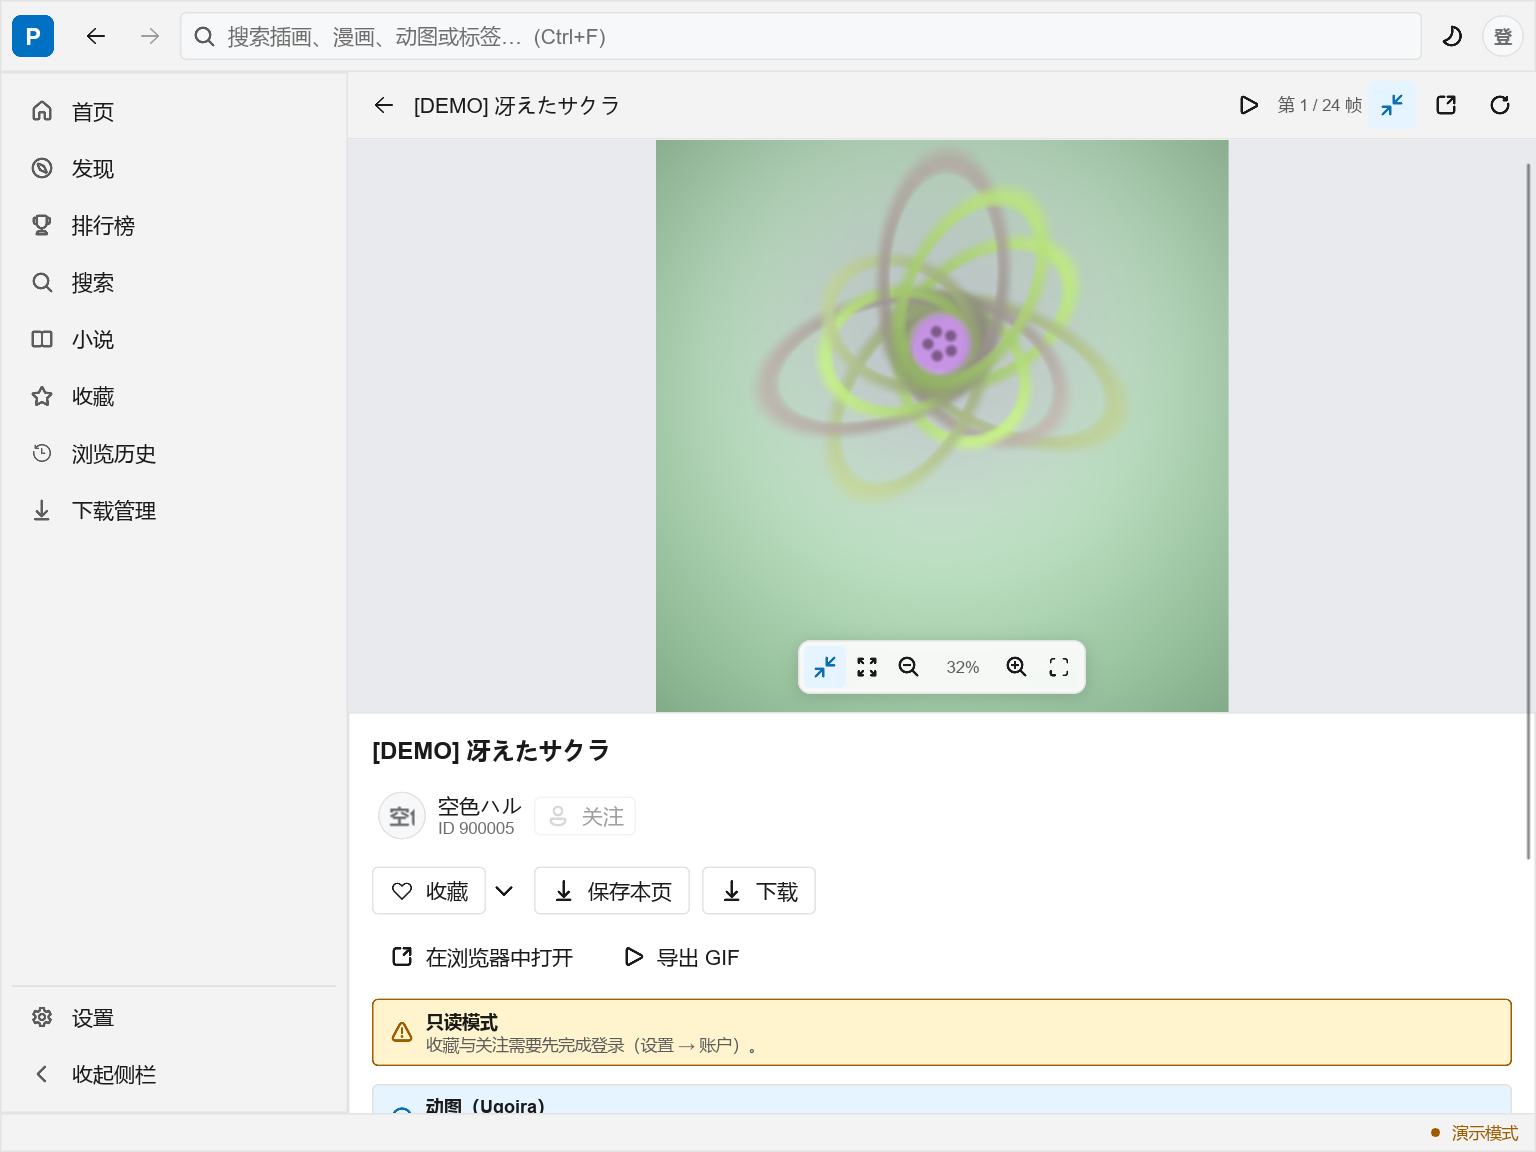 P
搜索插画、漫画、动图或标签… (Ctrl+F)
登
首页
发现
排行榜
搜索
小说
收藏
浏览历史
下载管理
设置
收起侧栏
[DEMO] 冴えたサクラ
第 1 / 24 帧
32%
[DEMO] 冴えたサクラ
空色ハル
ID 900005
关注
收藏
保存本页
下载
在浏览器中打开
导出 GIF
只读模式
收藏与关注需要先完成登录（设置 → 账户）。
动图（Ugoira）
演示模式